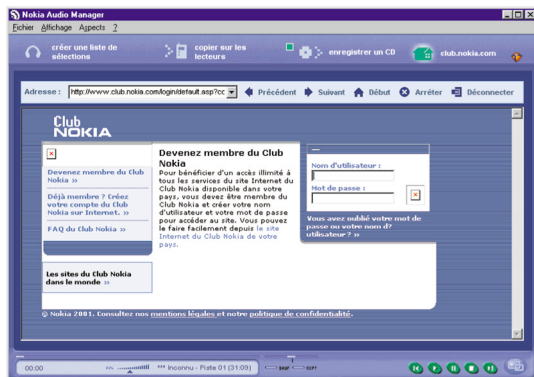 Nokia Audio Manager
Fichier Affichage Aspects ?
créer une liste de sélections
copier sur les lecteurs
enregistrer un CD
club.nokia.com
Adresse : http://www.club.nokia.com/login/default.asp?cc
Précédent
Suivant
Début
Arréter
Déconnecter
Club
NOKIA
Devenez membre du Club
Nokia »
Déjà membre ? Créez
votre compte du Club
Nokia sur Internet. »
FAQ du Club Nokia »
Les sites du Club Nokia
dans le monde »
Devenez membre du Club
Nokia
Pour bénéficier d'un accès illimité à
tous les services du site Internet du
Club Nokia disponible dans votre
pays, vous devez être membre du
Club Nokia et créer votre nom
d'utilisateur et votre mot de passe
pour accéder au site. Vous pouvez
le faire facilement depuis le site
Internet du Club Nokia de votre
pays.
Nom d'utilisateur :
Mot de passe :
Vous avez oublié votre mot de
passe ou votre nom d?
utilisateur ? »
© Nokia 2001. Consultez nos mentions légales et notre politique de confidentialité.
00:00
*** Inconnu - Piste 01 (31:09)